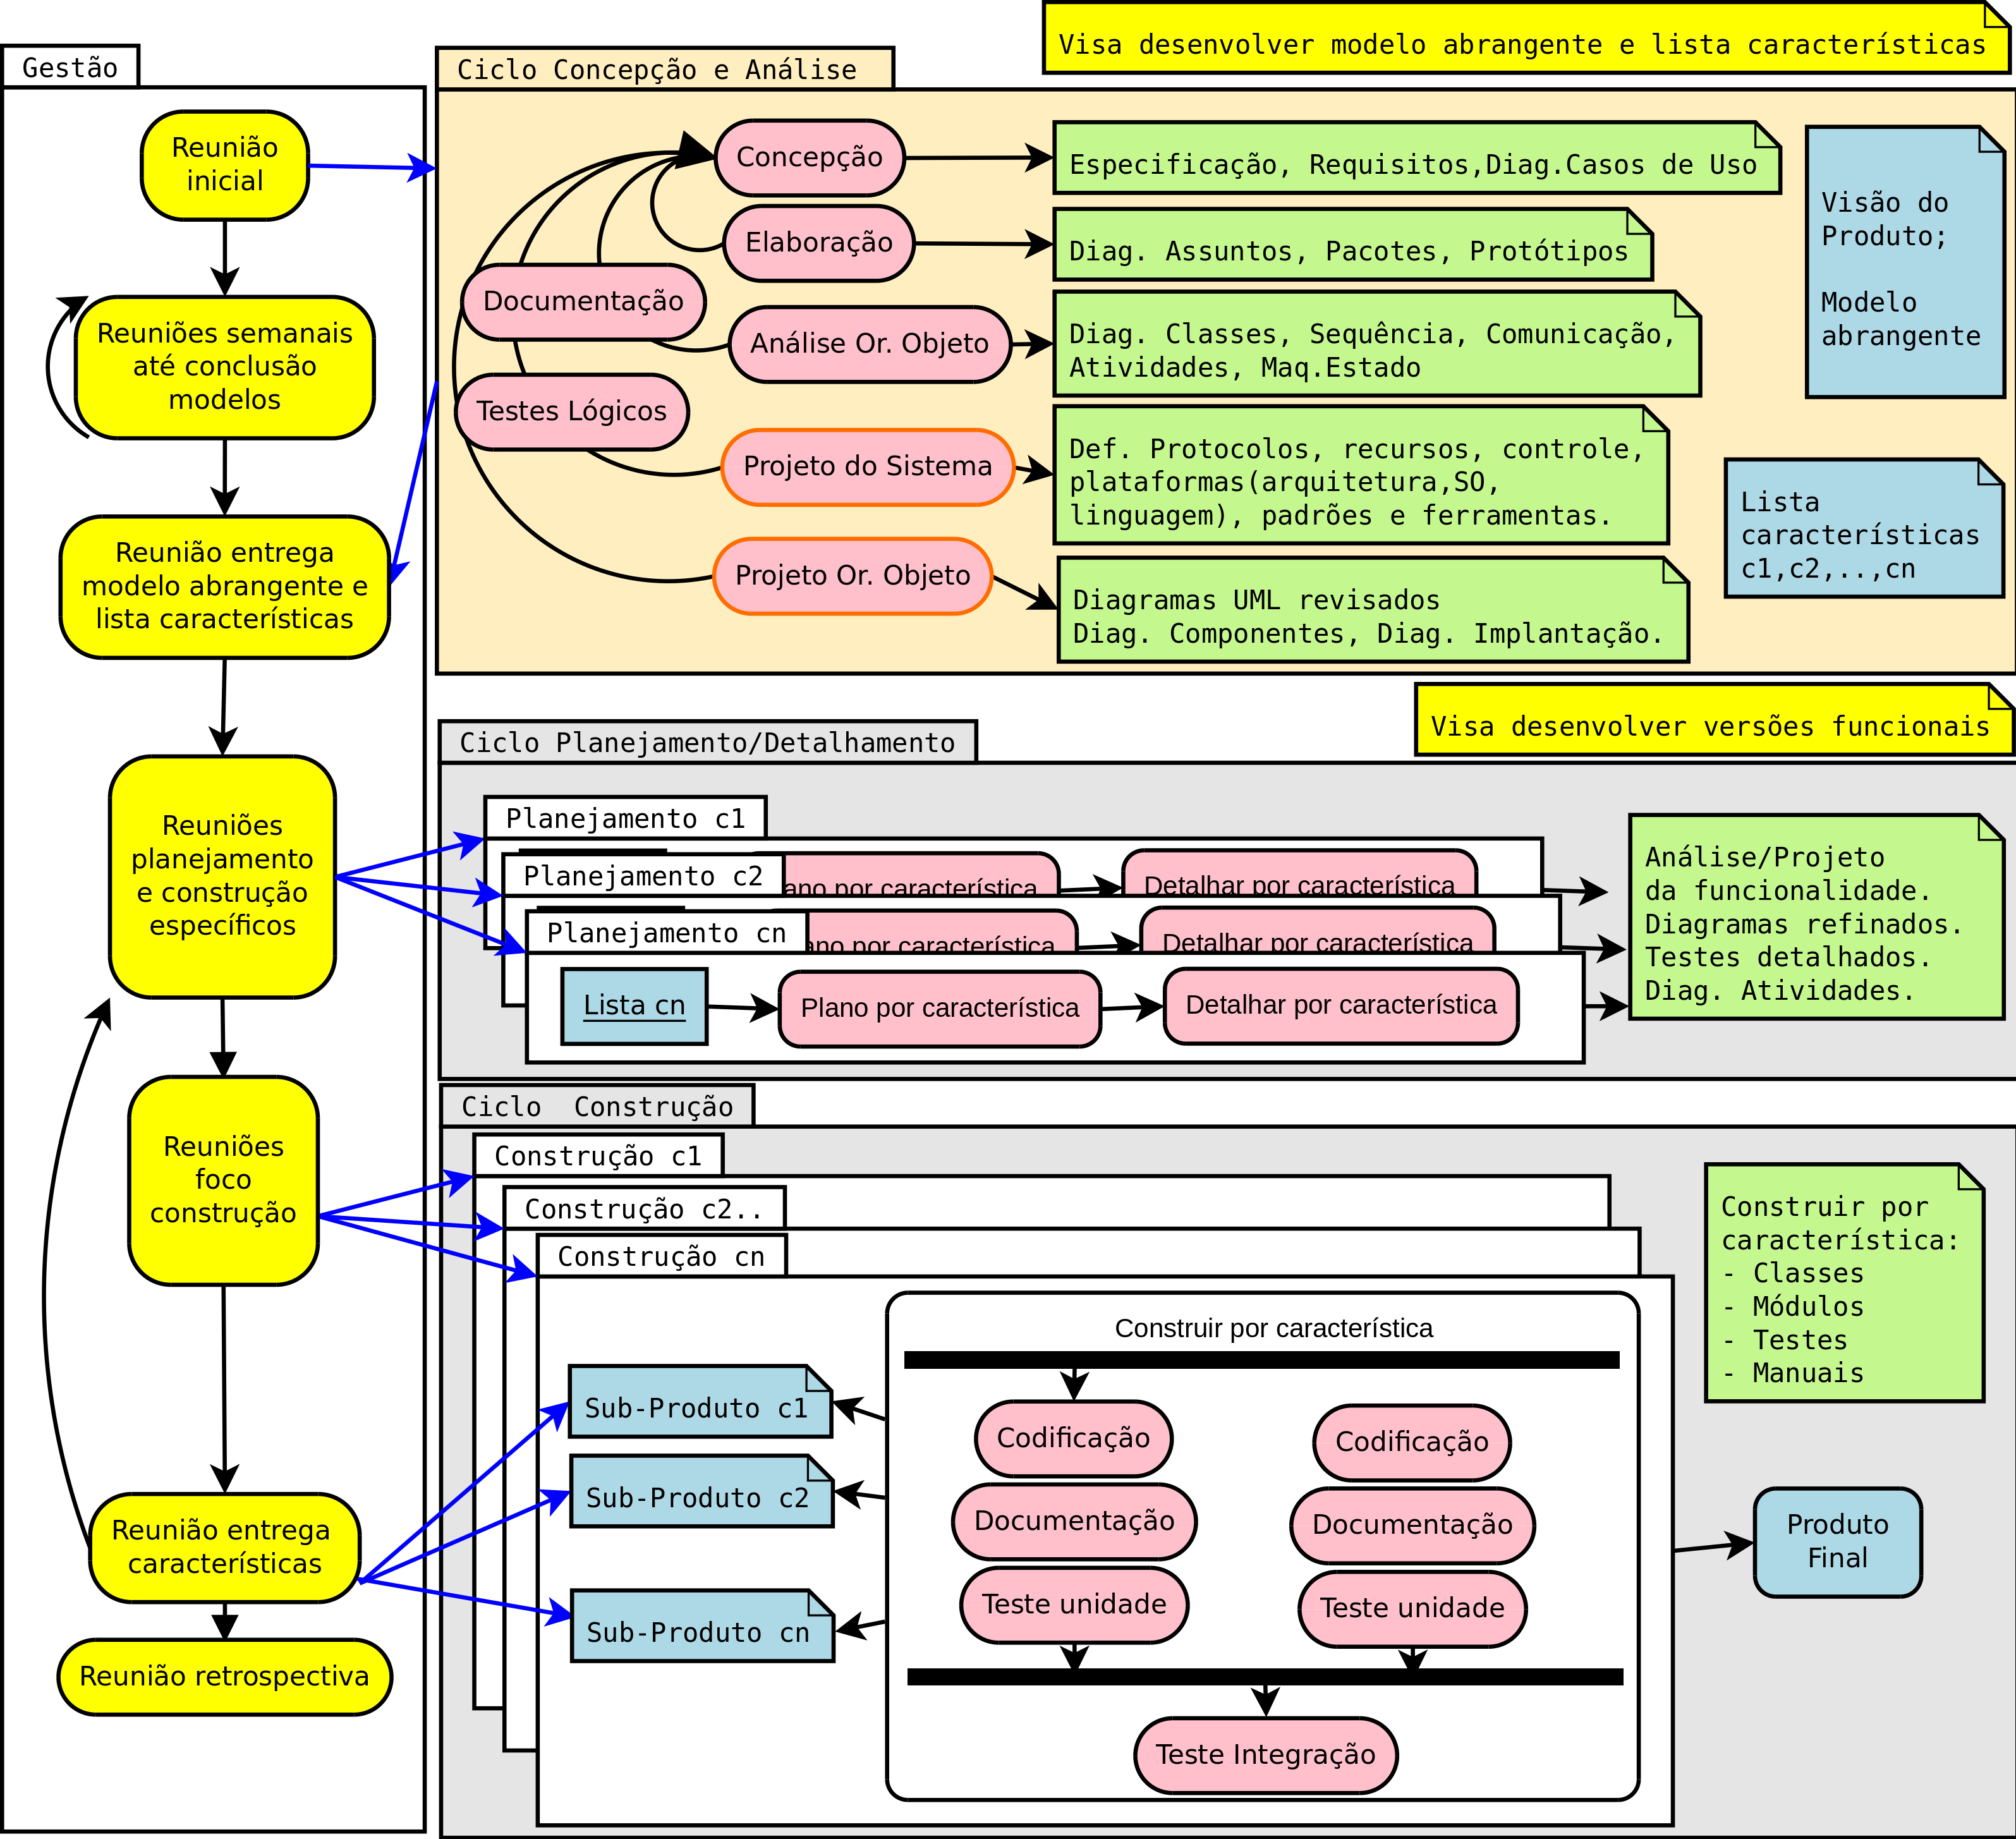 Gestão
Reunião
inicial
Reuniões semanais
até conclusão
modelos
Reunião entrega
modelo abrangente e
lista características
Reuniões
planejamento
e construção
específicos
Reuniões
foco
construção
Reunião entrega
características
Reunião retrospectiva
Visa desenvolver modelo abrangente e lista características
Ciclo Concepção e Análise
Concepção
Especificação, Requisitos,Diag.Casos de Uso
Elaboração
Diag. Assuntos, Pacotes, Protótipos
Documentação
Análise Or. Objeto
Diag. Classes, Sequência, Comunicação,
Atividades, Maq.Estado
Testes Lógicos
Projeto do Sistema
Def. Protocolos, recursos, controle,
plataformas(arquitetura,SO,
linguagem), padrões e ferramentas.
Projeto Or. Objeto
Diagramas UML revisados
Diag. Componentes, Diag. Implantação.
Visão do
Produto;
Modelo
abrangente
Lista
características
c1,c2,..,cn
Visa desenvolver versões funcionais
Ciclo Planejamento/Detalhamento
Planejamento c1
ano por característica
Detalhar por característica
Planejamento c2
ano por característica
Detalhar por característica
Planejamento cn
Lista cn
Plano por característica
Detalhar por característica
Análise/Projeto
da funcionalidade.
Diagramas refinados.
Testes detalhados.
Diag. Atividades.
Ciclo  Construção
Construção c1
Construção c2..
Construção cn
Construir por característica
Codificação
Documentação
Teste unidade
Codificação
Documentação
Teste unidade
Teste Integração
Sub-Produto c1
Sub-Produto c2
Sub-Produto cn
Construir por
característica:
- Classes
- Módulos
- Testes
- Manuais
Produto
Final